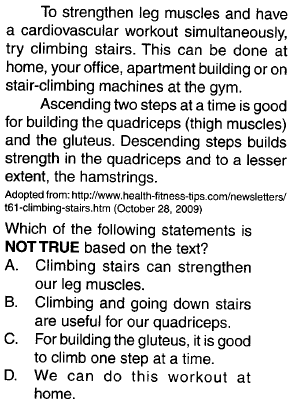 To strengthen leg muscles and have
a cardiovascular workout simultaneously,
try climbing stairs. This can be done at
home, your office, apartment building or on
stair-climbing machines at the gym.
Ascending two steps at a time is good
for building the quadriceps (thigh muscles)
and the gluteus. Descending steps builds
strength in the quadriceps and to a lesser
extent, the hamstrings.
Adopted from: http://www.health-fitness-tips.com/newsletters/
t61-climbing-stairs.htm (October 28, 2009)
Which of the following statements is
NOT TRUE based on the text?
A. Climbing stairs can strengthen
our leg muscles.
B. Climbing and going down stairs
are useful for our quadriceps.
C. For building the gluteus, it is good
to climb one step at a time.
D. We can do this workout at
home.